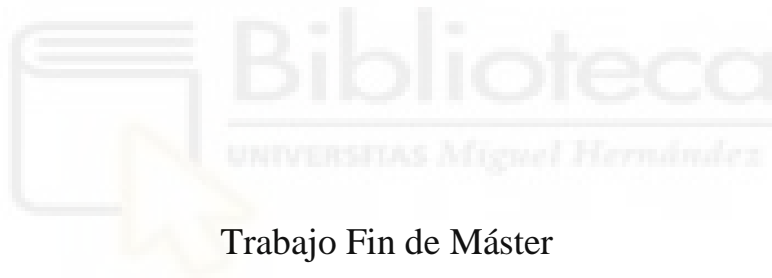 Biblioteca
UNIVERSITAS Miguel Hernández
Trabajo Fin de Máster